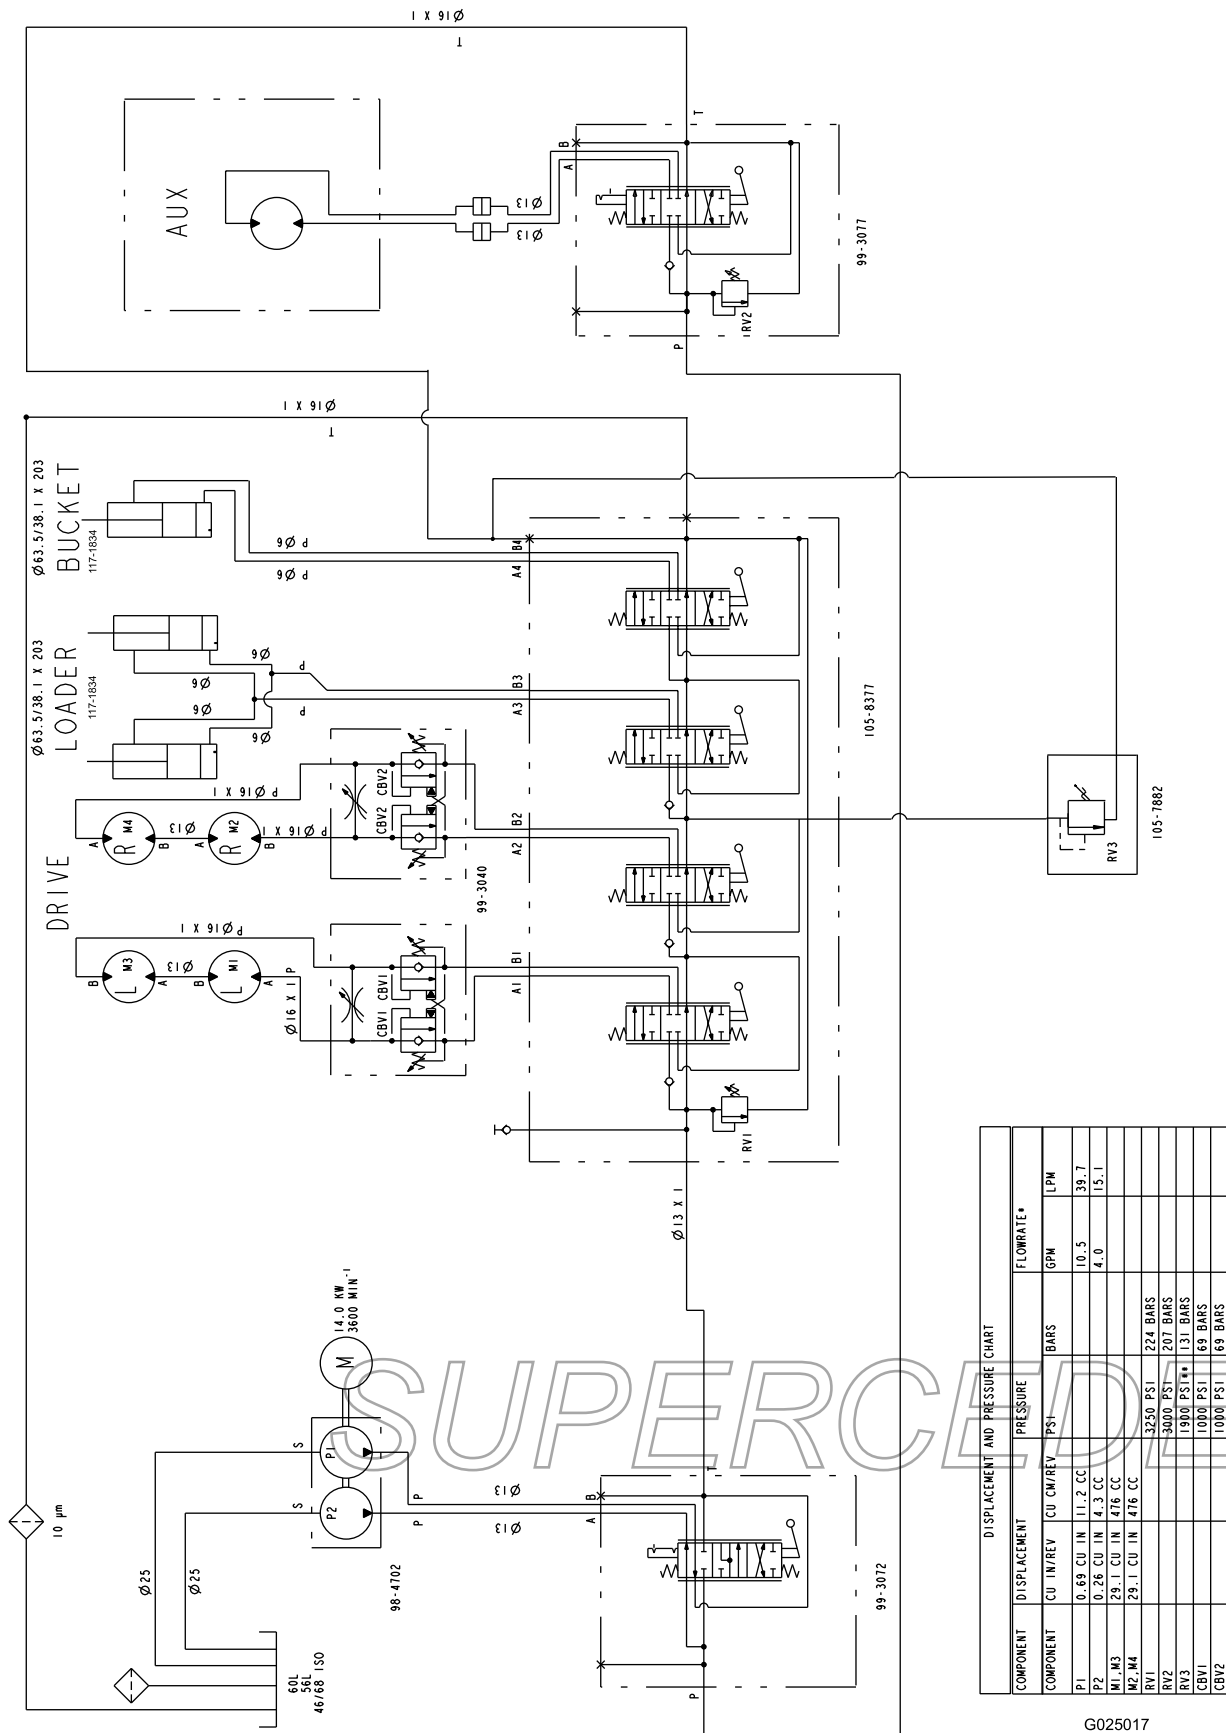 Ø16 X 1
T
AUX
Ø13
Ø13
B
A
T
99-3077
RV2
P
Ø16 X 1
T
Ø63.5/38.1 X 203
BUCKET
117-1834
Ø6
P
Ø6
P
A4
B4
Ø63.5/38.1 X 203
LOADER
117-1834
Ø6
Ø6
Ø6
Ø6
P
P
A3
B3
105-8377
DRIVE
Ø16 X 1
P
A
R
M4
B
Ø13
A
R
M2
B
Ø16 X 1
P
CBV2
CBV2
99-3040
A2
B2
Ø16 X 1
P
B
L
M3
A
Ø13
B
L
M1
A
Ø16 X 1
P
CBV1
CBV1
A1
B1
RV1
RV3
105-7882
Ø13 X 1
14.0 KW
3600 MIN-1
M
P1
P2
S
S
P
P
Ø13
Ø13
98-4702
10 µm
Ø25
Ø25
60L
56L
46/68 ISO
A
B
T
P
99-3072
SUPERCEDE
DISPLACEMENT AND PRESSURE CHART
COMPONENT DISPLACEMENT PRESSURE FLOWRATE*
COMPONENT CU IN/REV CU CM/REV PSI BARS GPM LPM
P1 0.69 CU IN 11.2 CC 10.5 39.7
P2 0.26 CU IN 4.3 CC 4.0 15.1
M1,M3 29.1 CU IN 476 CC
M2,M4 29.1 CU IN 476 CC
RV1 3250 PSI 224 BARS
RV2 3000 PSI 207 BARS
RV3 1900 PSI** 131 BARS
CBV1 1000 PSI 69 BARS
CBV2 1000 PSI 69 BARS
G025017